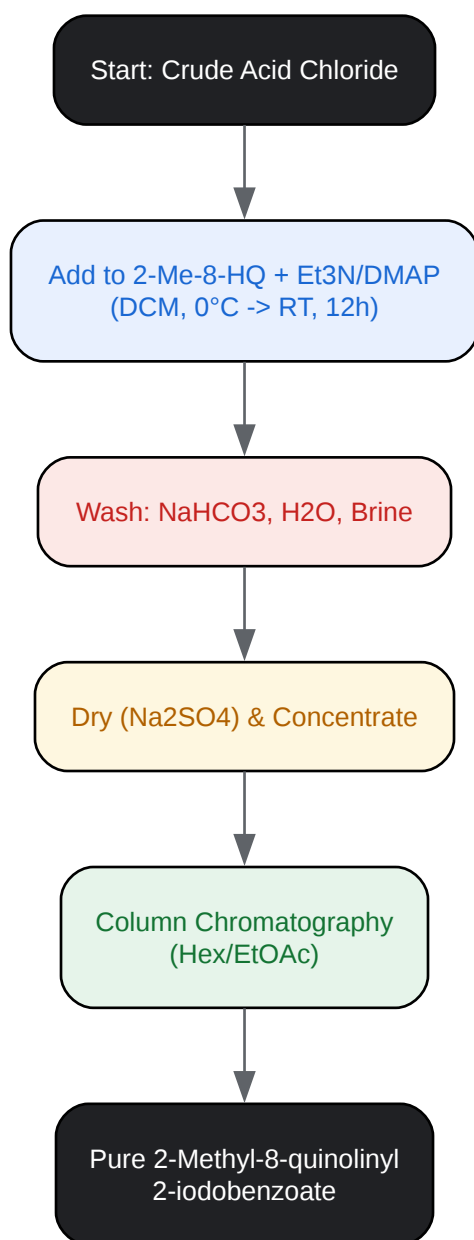 Start: Crude Acid Chloride
Add to 2-Me-8-HQ + Et3N/DMAP
(DCM, 0°C -> RT, 12h)
Wash: NaHCO3, H2O, Brine
Dry (Na2SO4) & Concentrate
Column Chromatography
(Hex/EtOAc)
Pure 2-Methyl-8-quinolinyl
2-iodobenzoate